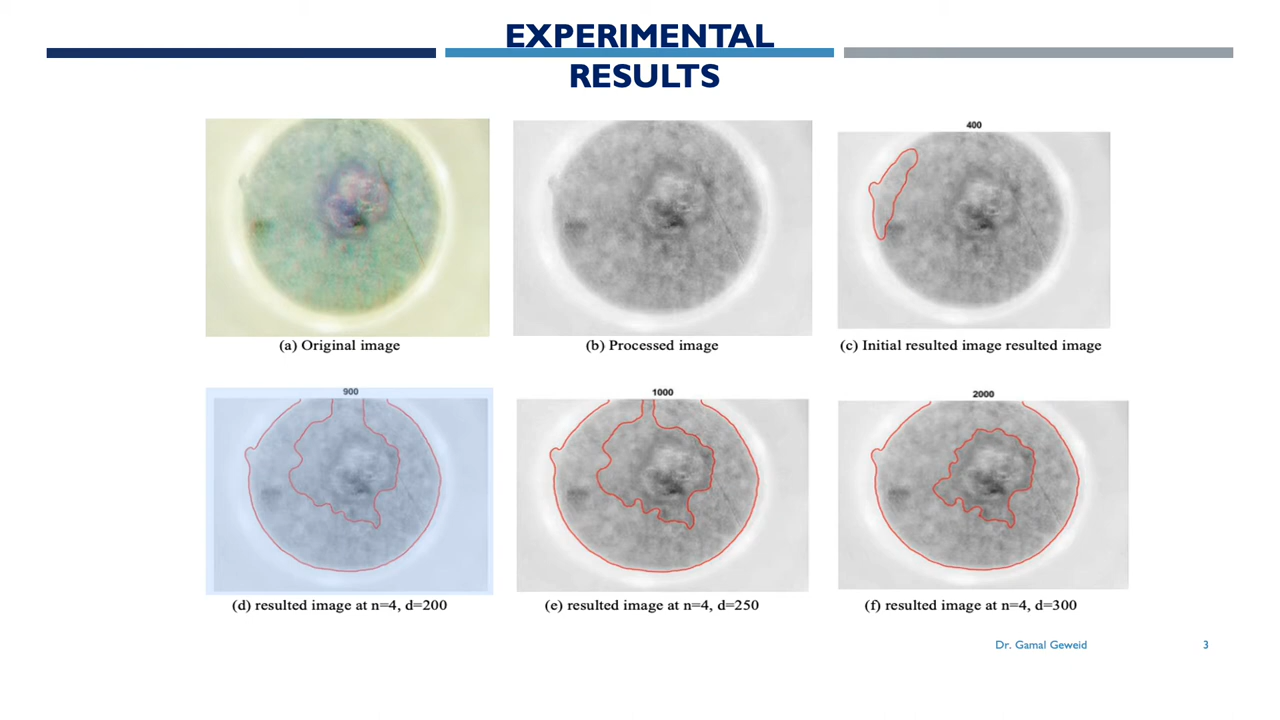 EXPERIMENTAL
RESULTS
400
(a) Original image
(b) Processed image
(c) Initial resulted image resulted image
900
1000
2000
(d) resulted image at n=4, d=200
(e) resulted image at n=4, d=250
(f) resulted image at n=4, d=300
Dr. Gamal Geweid
3